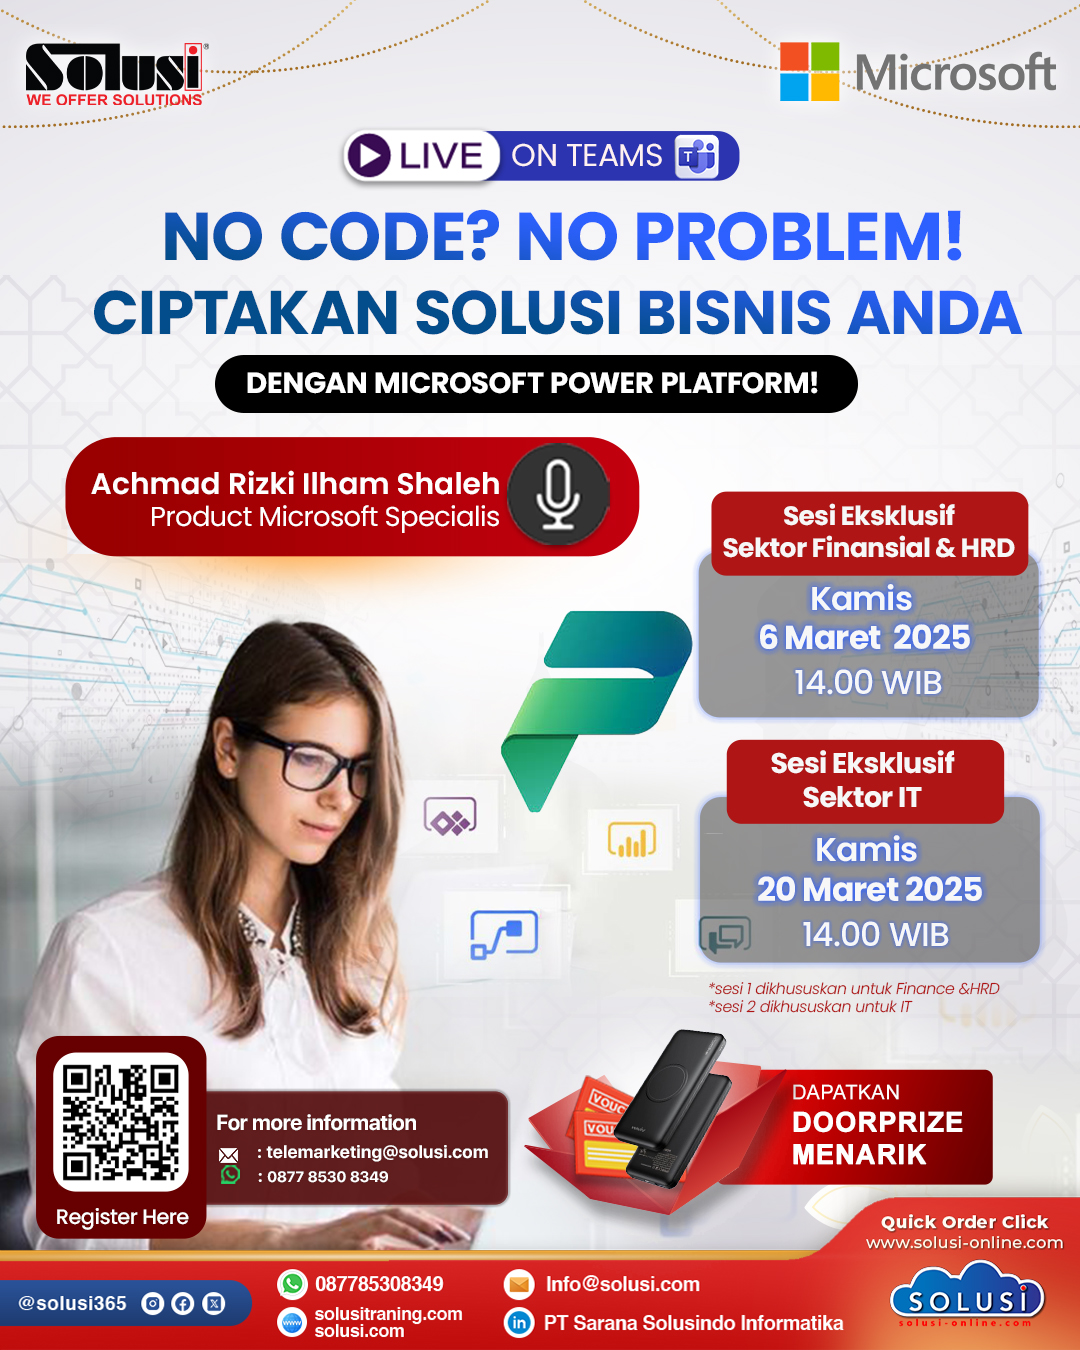 Solusi®
WE OFFER SOLUTIONS
Microsoft
LIVE ON TEAMS
NO CODE? NO PROBLEM!
CIPTAKAN SOLUSI BISNIS ANDA
DENGAN MICROSOFT POWER PLATFORM!
Achmad Rizki Ilham Shaleh
Product Microsoft Specialis
Sesi Eksklusif
Sektor Finansial & HRD
Kamis
6 Maret 2025
14.00 WIB
Sesi Eksklusif
Sektor IT
Kamis
20 Maret 2025
14.00 WIB
*sesi 1 dikhususkan untuk Finance &HRD
*sesi 2 dikhususkan untuk IT
Register Here
For more information
: telemarketing@solusi.com
: 0877 8530 8349
DAPATKAN
DOORPRIZE
MENARIK
Quick Order Click
www.solusi-online.com
@solusi365
087785308349
solusitraning.com
solusi.com
Info@solusi.com
PT Sarana Solusindo Informatika
SOLUSi
solusi-online.com